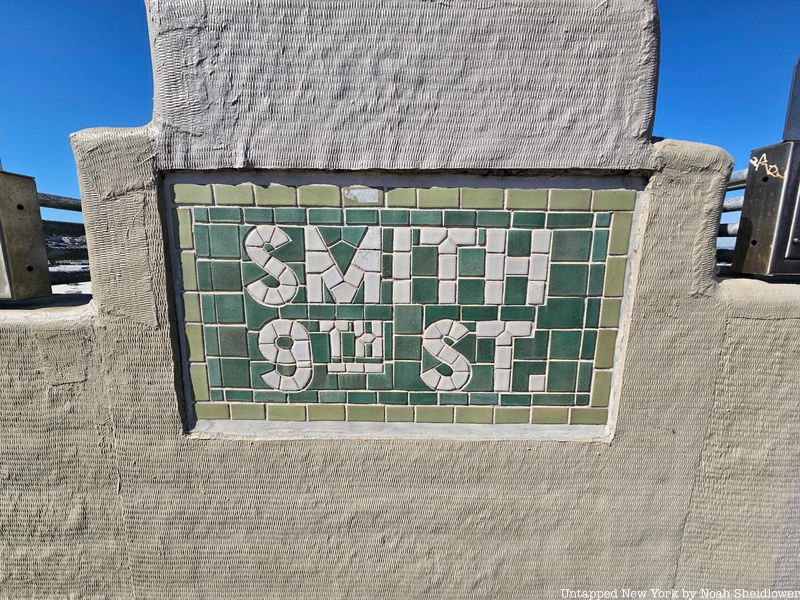 SMITH
9TH ST.
Untapped New York by Noah Sheidlower